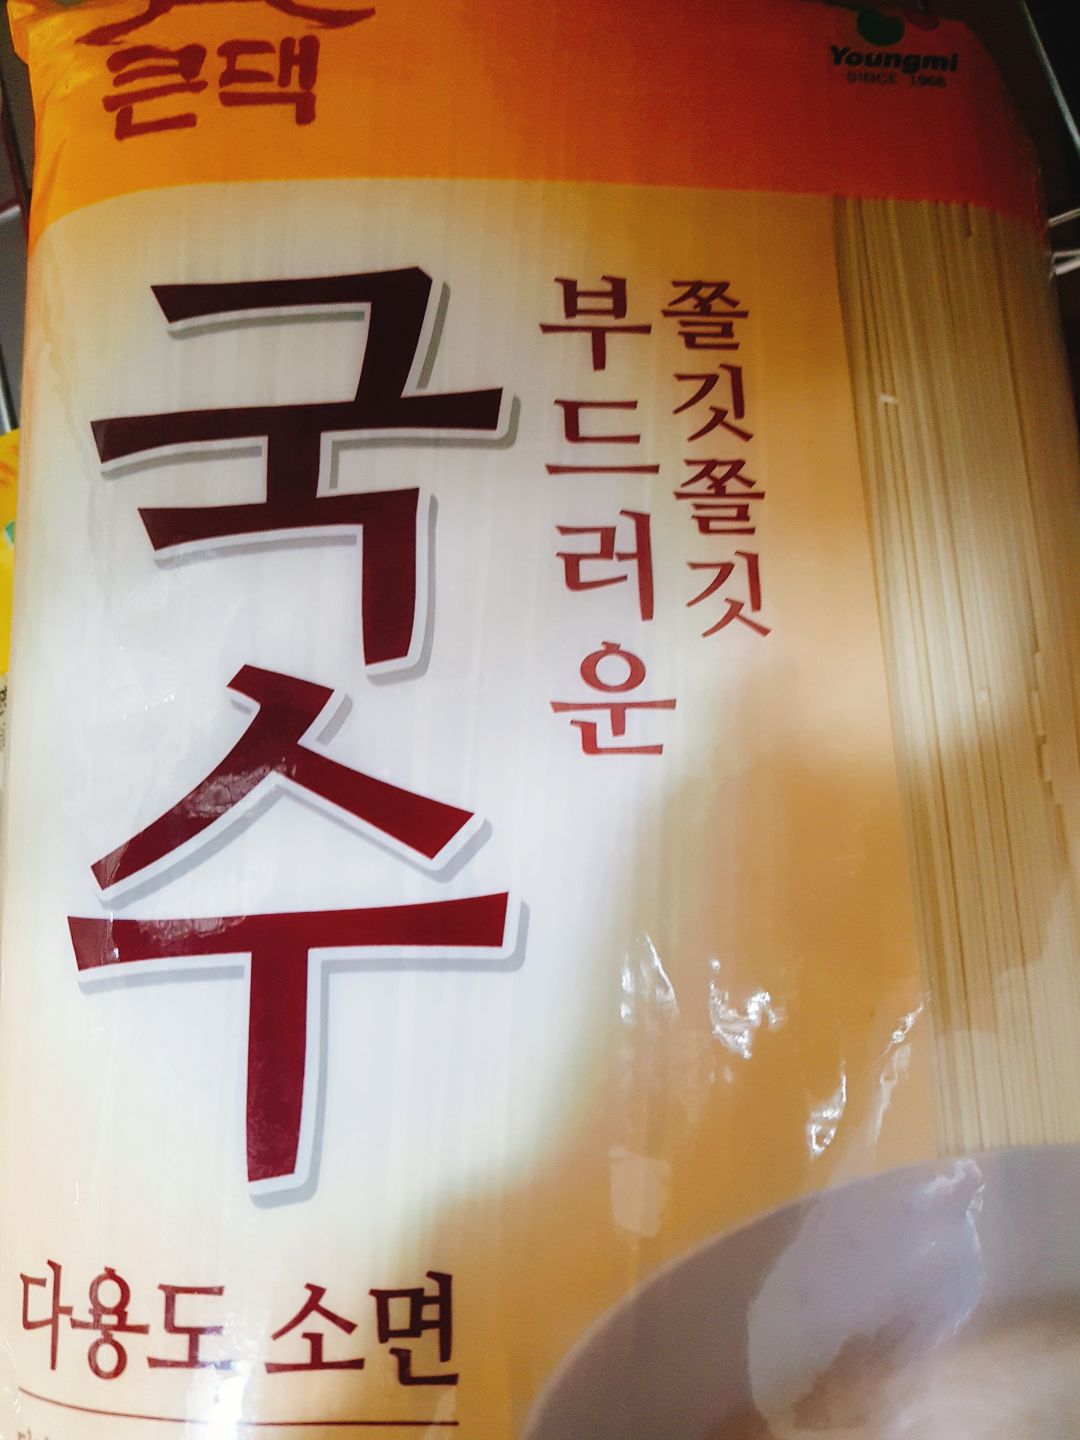 큰댁
Youngmi
SINCE 1968
쫄깃쫄깃
부드러운
국수
다용도 소면